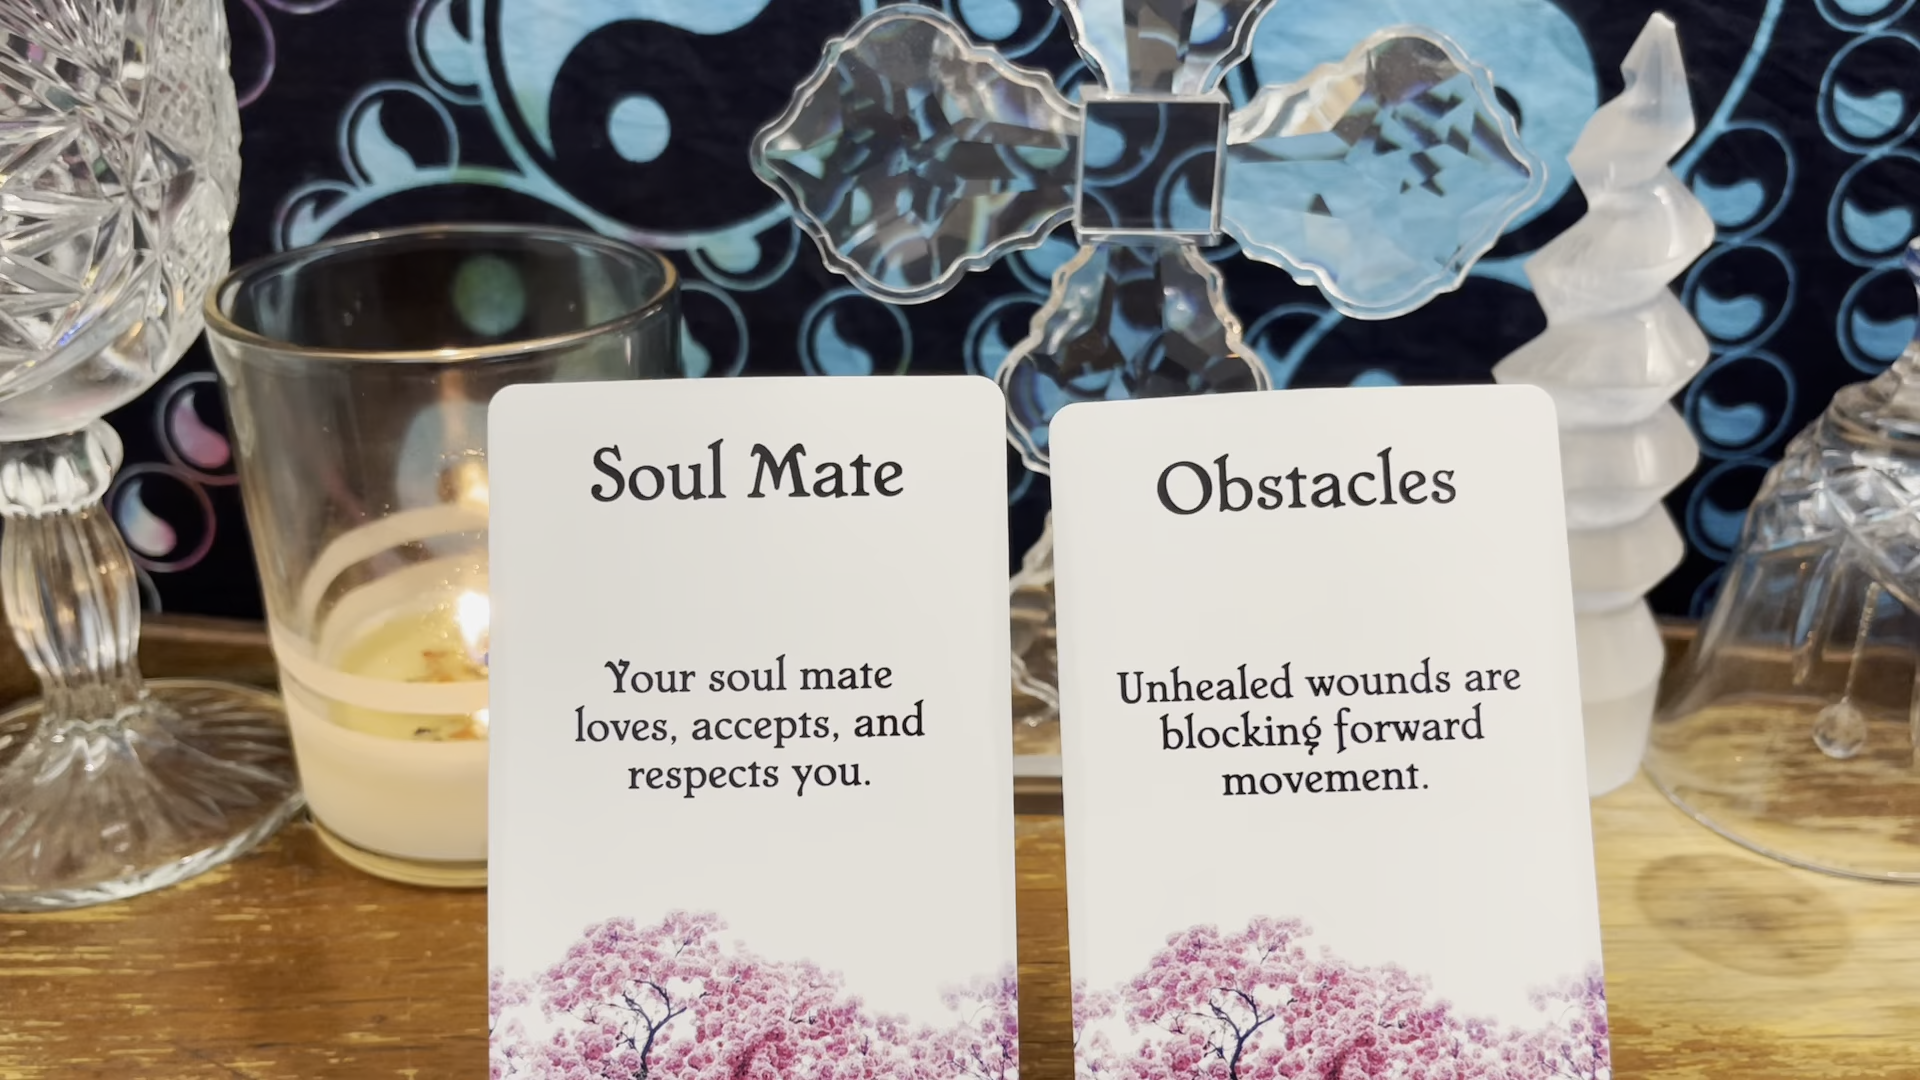 Soul Mate
Your soul mate
loves, accepts, and
respects you.
Obstacles
Unhealed wounds are
blocking forward
movement.